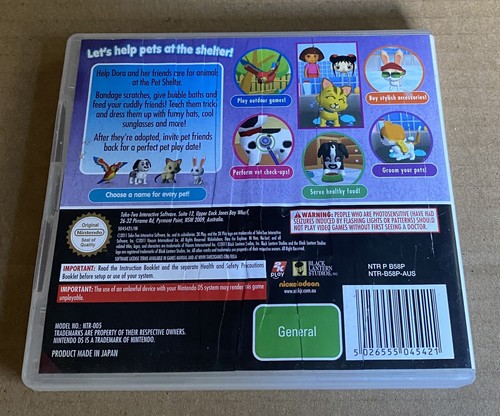 Let's help pets at the shelter!
Help Dora and her friends care for animals
at the Pet Shelter.
Bandage scratches, give bubble baths and
feed your cuddly friends! Teach them tricks
and dress them up with funny hats, cool
sunglasses and more!
After they're adopted, invite pet friends
back for a perfect pet play date!
Choose a name for every pet!
Play outdoor games!
Buy stylish accessories!
Perform vet check-ups!
Groom your pets!
Serve healthy food!
Original
Nintendo
Seal of
Quality
Take-Two Interactive Software. Suite 12, Upper Deck Jones Bay Wharf,
26-32 Pirrama Rd, Pyrmont Point, NSW 2009, Australia.
WARNING: PEOPLE WHO ARE PHOTOSENSITIVE (HAVE HAD
SEIZURES INDUCED BY FLASHING LIGHTS OR PATTERNS) SHOULD
NOT PLAY VIDEO GAMES WITHOUT FIRST SEEING A DOCTOR.
IMPORTANT: Read the Instruction Booklet and the separate Health and Safety Precautions
Booklet before setup or use of your system.
IMPORTANT: The use of an unlawful device with your Nintendo DS system may render this game
unplayable.
2K
play
BLACK
LANTERN
STUDIOS, INC.
nickelodeon
www.nickjr.com.au
NTR P B58P
NTR-B58P-AUS
General
MODEL NO.: NTR-005
TRADEMARKS ARE PROPERTY OF THEIR RESPECTIVE OWNERS.
NINTENDO DS IS A TRADEMARK OF NINTENDO.
PRODUCT MADE IN JAPAN
5 026555 045421